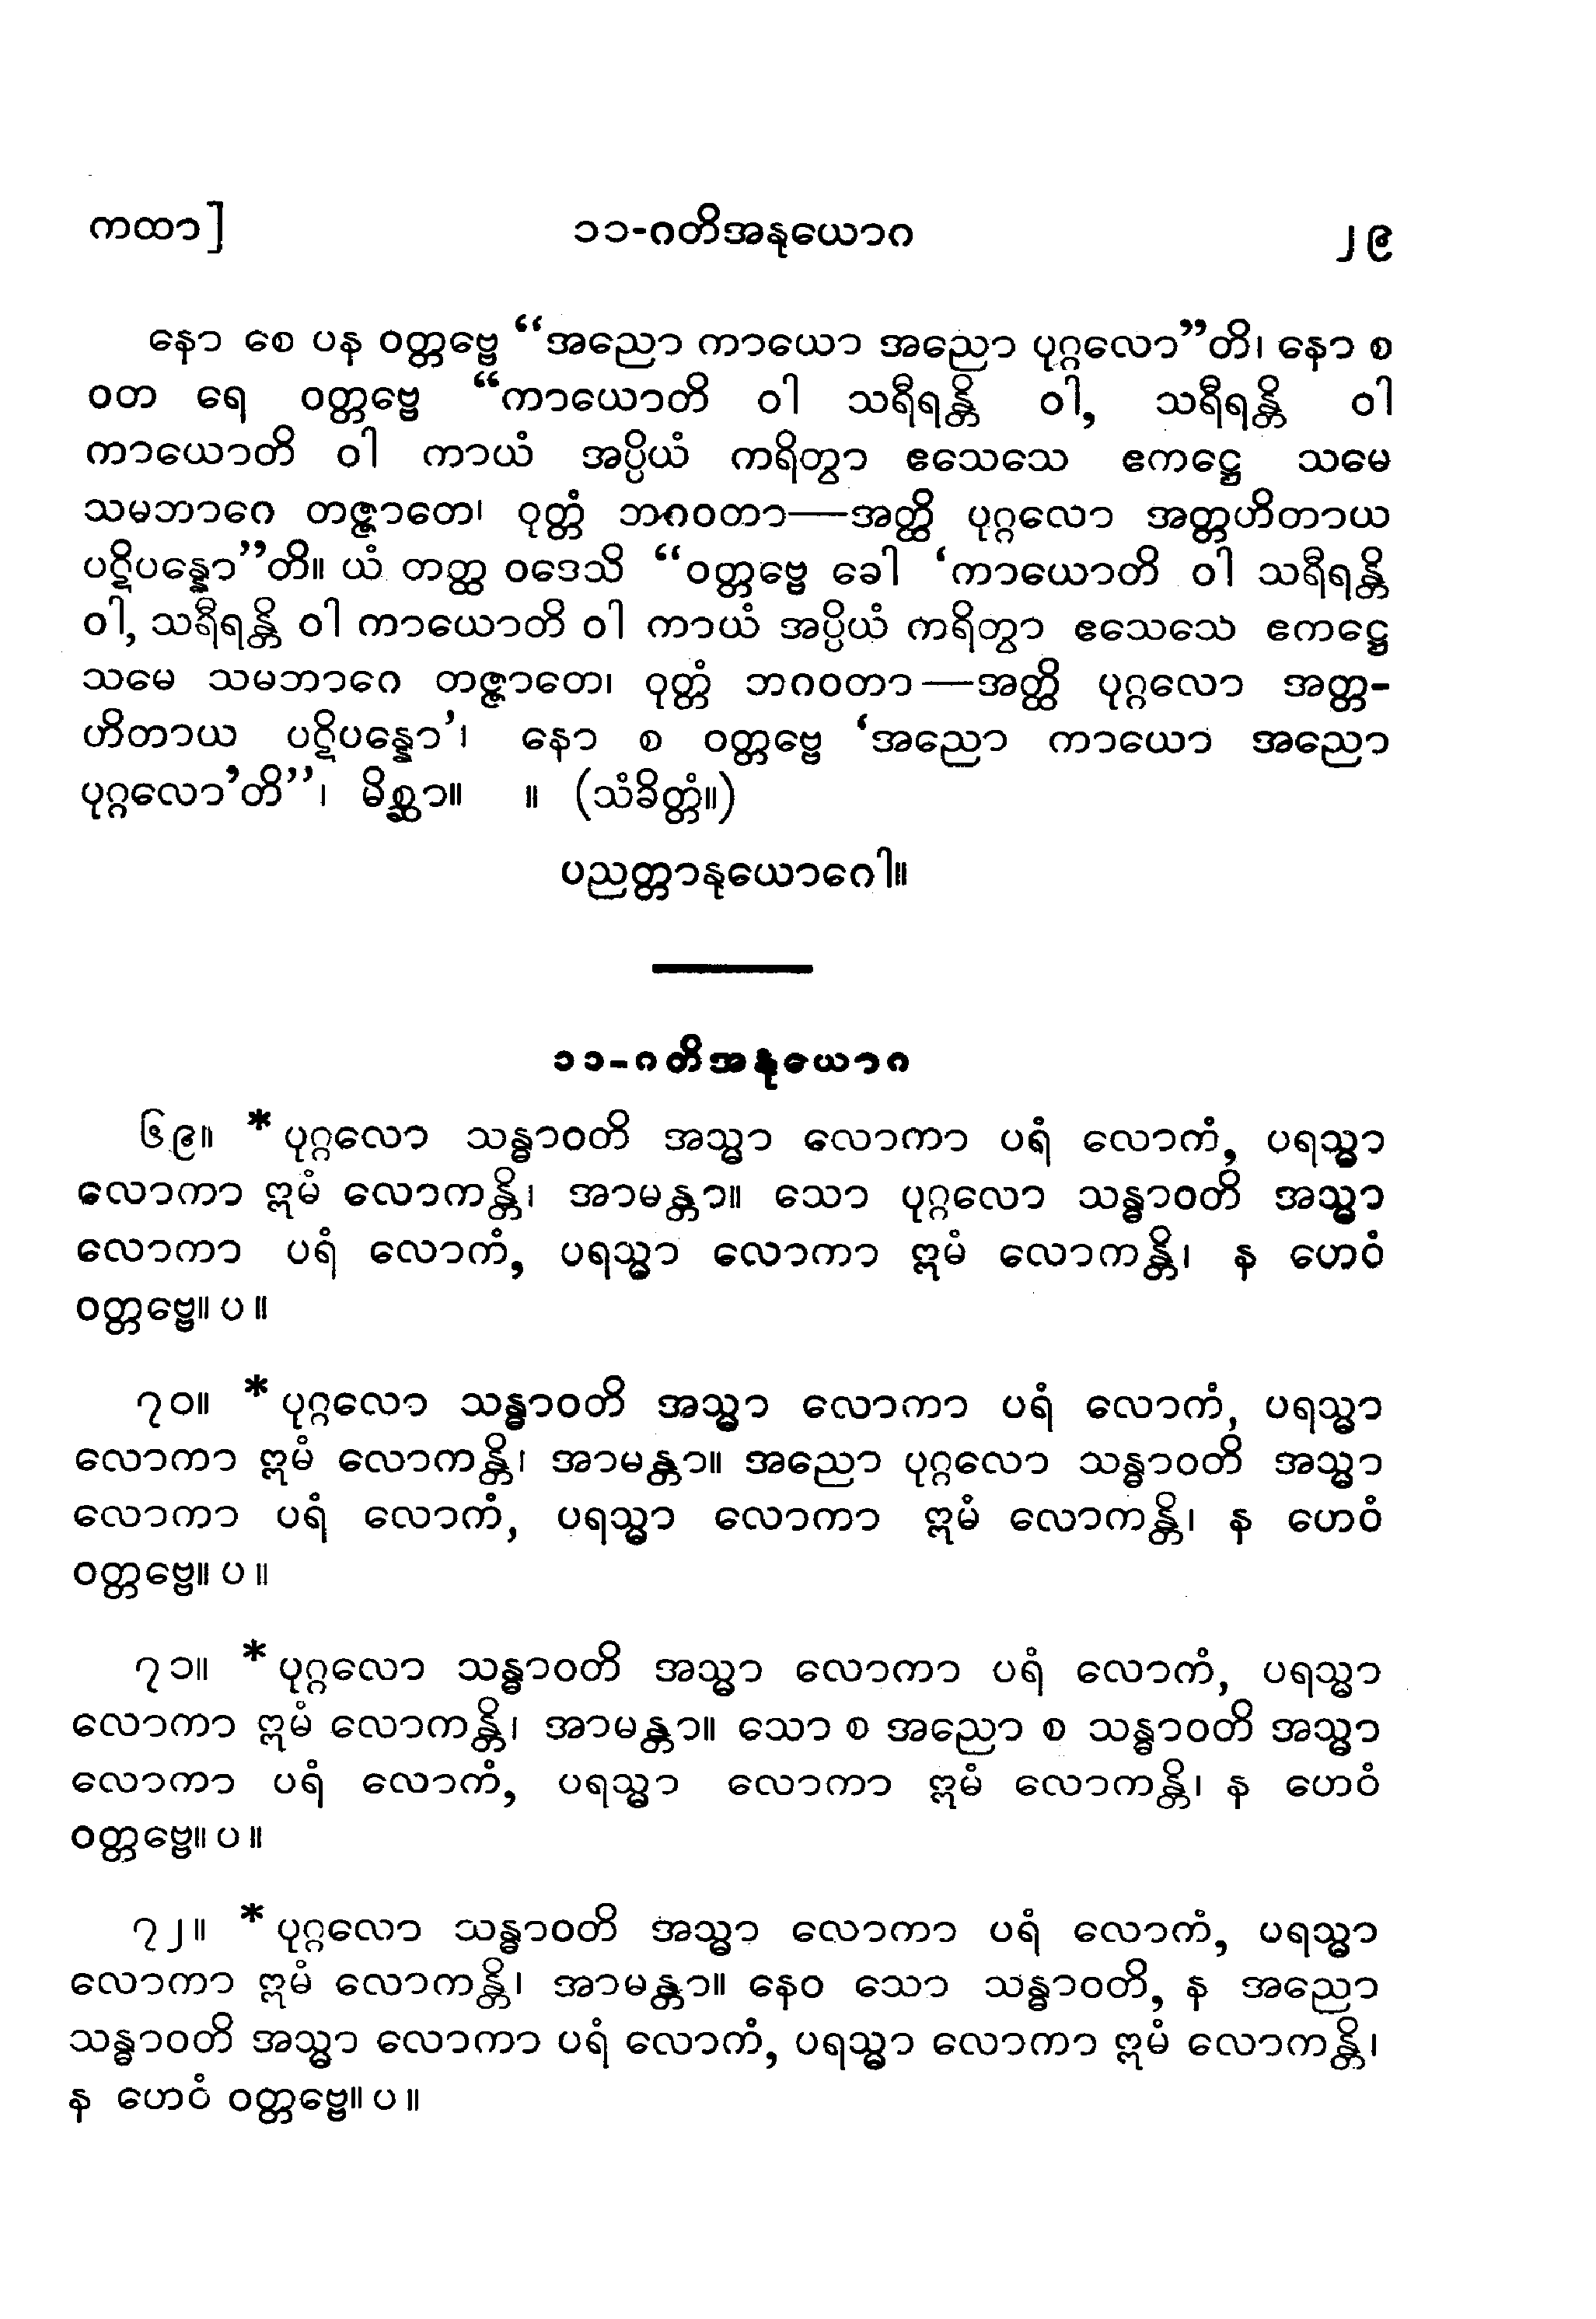 ကထာ] ၁၁-ဂတိအနုယောဂ ၂၉
နော စေ ပန ဝတ္တဗ္ဗေ “အညော ကာယော အညော ပုဂ္ဂလော”တိ၊ နော စ
ဝတ ရေ ဝတ္တဗ္ဗေ “ကာယောတိ ဝါ သရီရန္တိ ဝါ, သရီရန္တိ ဝါ
ကာယောတိ ဝါ ကာယံ အပ္ပိယံ ကရိတွာ ဧသေသေ ဧကဋ္ဌေ သမေ
သမဘာဂေ တဇ္ဇာတေ၊ ဝုတ္တံ ဘဂဝတာ—အတ္ထိ ပုဂ္ဂလော အတ္တဟိတာယ
ပဋိပန္နော”တိ။ ယံ တတ္ထ ဝဒေသိ “ဝတ္တဗ္ဗေ ခေါ ‘ကာယောတိ ဝါ သရီရန္တိ
ဝါ, သရီရန္တိ ဝါ ကာယောတိ ဝါ ကာယံ အပ္ပိယံ ကရိတွာ ဧသေသေ ဧကဋ္ဌေ
သမေ သမဘာဂေ တဇ္ဇာတေ၊ ဝုတ္တံ ဘဂဝတာ—အတ္ထိ ပုဂ္ဂလော အတ္တ-
ဟိတာယ ပဋိပန္နော’၊ နော စ ဝတ္တဗ္ဗေ ‘အညော ကာယော အညော
ပုဂ္ဂလော’တိ”၊ မိစ္ဆာ။ ။ (သံခိတ္တံ။)
ပညတ္တာနုယောဂေါ။
၁၁-ဂတိအနုယောဂ
၆၉။ *ပုဂ္ဂလော သန္ဓာဝတိ အသ္မာ လောကာ ပရံ လောကံ, ပရသ္မာ
လောကာ ဣမံ လောကန္တိ၊ အာမန္တာ။ သော ပုဂ္ဂလော သန္ဓာဝတိ အသ္မာ
လောကာ ပရံ လောကံ, ပရသ္မာ လောကာ ဣမံ လောကန္တိ၊ န ဟေဝံ
ဝတ္တဗ္ဗေ။ ပ ။
၇၀။ *ပုဂ္ဂလော သန္ဓာဝတိ အသ္မာ လောကာ ပရံ လောကံ, ပရသ္မာ
လောကာ ဣမံ လောကန္တိ၊ အာမန္တာ။ အညော ပုဂ္ဂလော သန္ဓာဝတိ အသ္မာ
လောကာ ပရံ လောကံ, ပရသ္မာ လောကာ ဣမံ လောကန္တိ၊ န ဟေဝံ
ဝတ္တဗ္ဗေ။ ပ ။
၇၁။ *ပုဂ္ဂလော သန္ဓာဝတိ အသ္မာ လောကာ ပရံ လောကံ, ပရသ္မာ
လောကာ ဣမံ လောကန္တိ၊ အာမန္တာ။ သော စ အညော စ သန္ဓာဝတိ အသ္မာ
လောကာ ပရံ လောကံ, ပရသ္မာ လောကာ ဣမံ လောကန္တိ၊ န ဟေဝံ
ဝတ္တဗ္ဗေ။ ပ ။
၇၂။ *ပုဂ္ဂလော သန္ဓာဝတိ အသ္မာ လောကာ ပရံ လောကံ, ပရသ္မာ
လောကာ ဣမံ လောကန္တိ၊ အာမန္တာ။ နေဝ သော သန္ဓာဝတိ, န အညော
သန္ဓာဝတိ အသ္မာ လောကာ ပရံ လောကံ, ပရသ္မာ လောကာ ဣမံ လောကန္တိ၊
န ဟေဝံ ဝတ္တဗ္ဗေ။ ပ ။